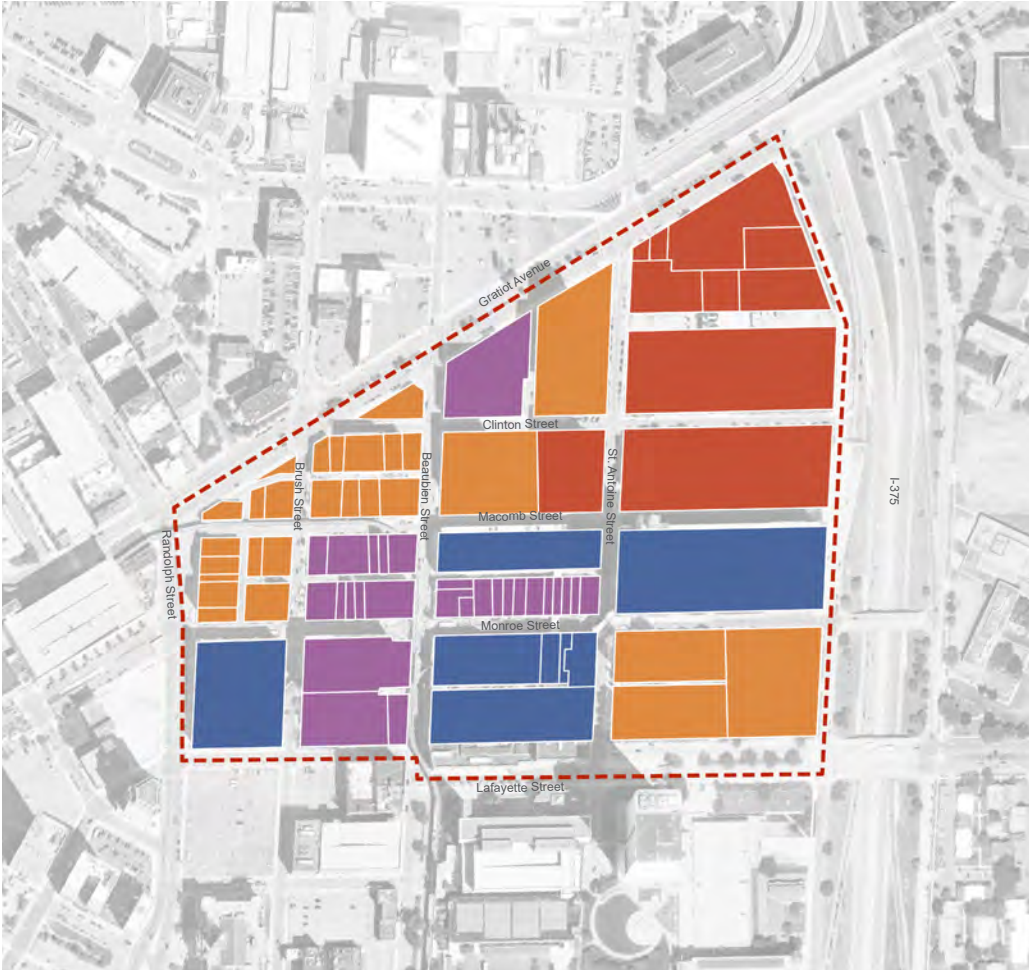 Gratiot Avenue
Clinton Street
Brush Street
Beaubien Street
St. Antoine Street
I-375
Macomb Street
Randolph Street
Monroe Street
Lafayette Street